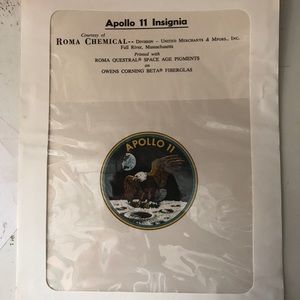 Apollo 11 Insignia
Courtesy of
ROMA CHEMICAL-- DIVISION – UNITED MERCHANTS & MFGRS., INC.
Fall River, Massachusetts
Printed with
ROMA QUESTRAL® SPACE AGE PIGMENTS
on
OWENS CORNING BETA® FIBERGLAS
APOLLO 11